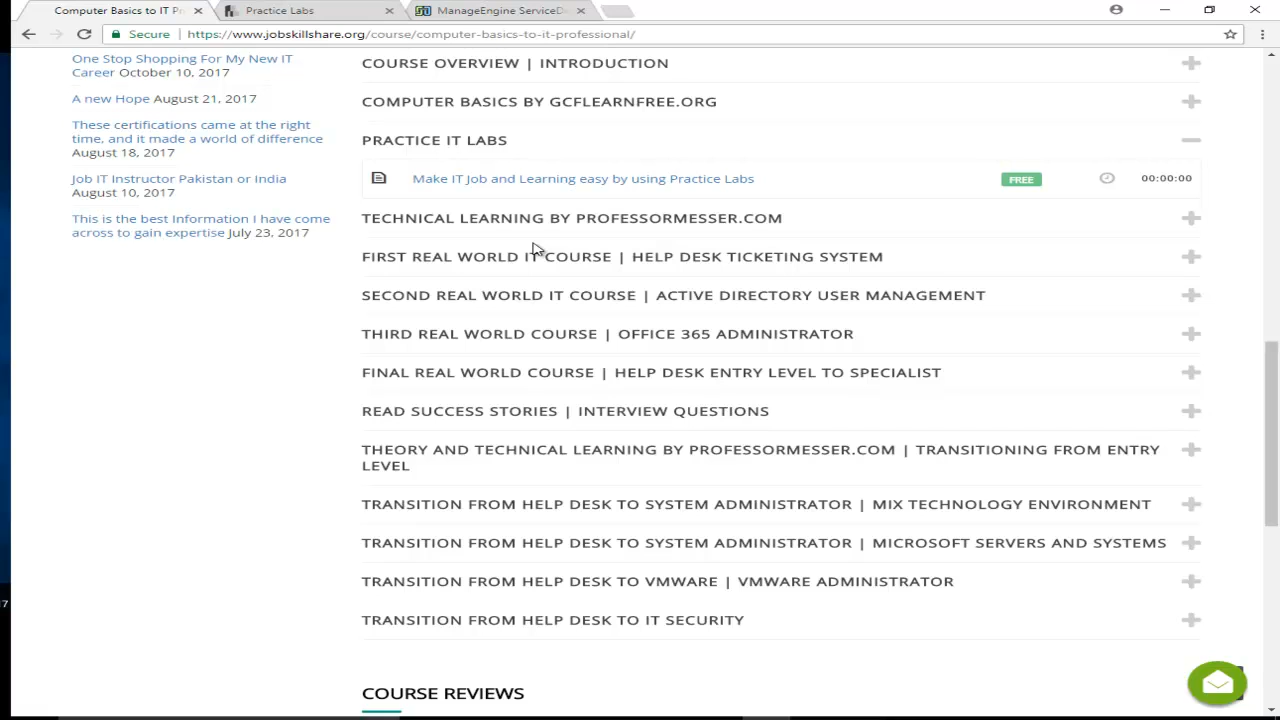 Computer Basics to IT Pr
Practice Labs
ManageEngine ServiceDe
Secure
https://www.jobskillshare.org/course/computer-basics-to-it-professional/
One Stop Shopping For My New IT
Career October 10, 2017
A new Hope August 21, 2017
These certifications came at the right
time, and it made a world of difference
August 18, 2017
Job IT Instructor Pakistan or India
August 10, 2017
This is the best Information I have come
across to gain expertise July 23, 2017
COURSE OVERVIEW | INTRODUCTION
COMPUTER BASICS BY GCFLEARNFREE.ORG
PRACTICE IT LABS
Make IT Job and Learning easy by using Practice Labs
FREE
00:00:00
TECHNICAL LEARNING BY PROFESSORMESSER.COM
FIRST REAL WORLD IT COURSE | HELP DESK TICKETING SYSTEM
SECOND REAL WORLD IT COURSE | ACTIVE DIRECTORY USER MANAGEMENT
THIRD REAL WORLD COURSE | OFFICE 365 ADMINISTRATOR
FINAL REAL WORLD COURSE | HELP DESK ENTRY LEVEL TO SPECIALIST
READ SUCCESS STORIES | INTERVIEW QUESTIONS
THEORY AND TECHNICAL LEARNING BY PROFESSORMESSER.COM | TRANSITIONING FROM ENTRY
LEVEL
TRANSITION FROM HELP DESK TO SYSTEM ADMINISTRATOR | MIX TECHNOLOGY ENVIRONMENT
TRANSITION FROM HELP DESK TO SYSTEM ADMINISTRATOR | MICROSOFT SERVERS AND SYSTEMS
TRANSITION FROM HELP DESK TO VMWARE | VMWARE ADMINISTRATOR
TRANSITION FROM HELP DESK TO IT SECURITY
COURSE REVIEWS